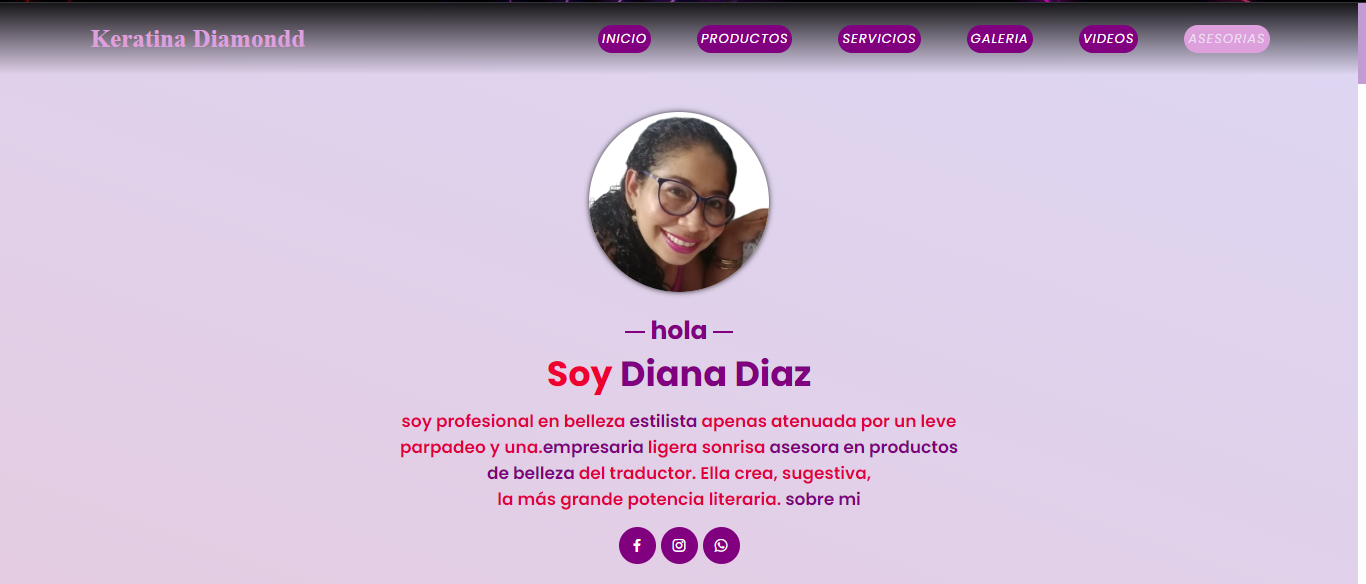 Keratina Diamondd
INICIO PRODUCTOS SERVICIOS GALERIA VIDEOS ASESORIAS
— hola —
Soy Diana Diaz
soy profesional en belleza estilista apenas atenuada por un leve
parpadeo y una.empresaria ligera sonrisa asesora en productos
de belleza del traductor. Ella crea, sugestiva,
la más grande potencia literaria. sobre mi